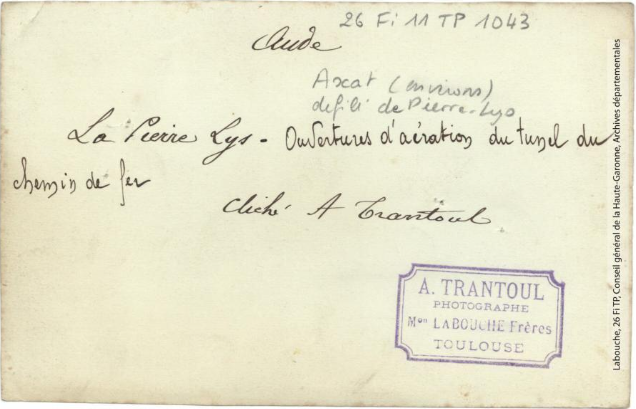 26 Fi 11 TP 1043
Aude
Axat (environs)
défilé de Pierre-Lys
La Pierre Lys - Ouvertures d'aération du tunel du
chemin de fer
Cliché A Trantoul
A. TRANTOUL
PHOTOGRAPHE
Mon LABOUCHE Frères
TOULOUSE
Labouche, 26 Fi TP, Conseil général de la Haute-Garonne, Archives départementales